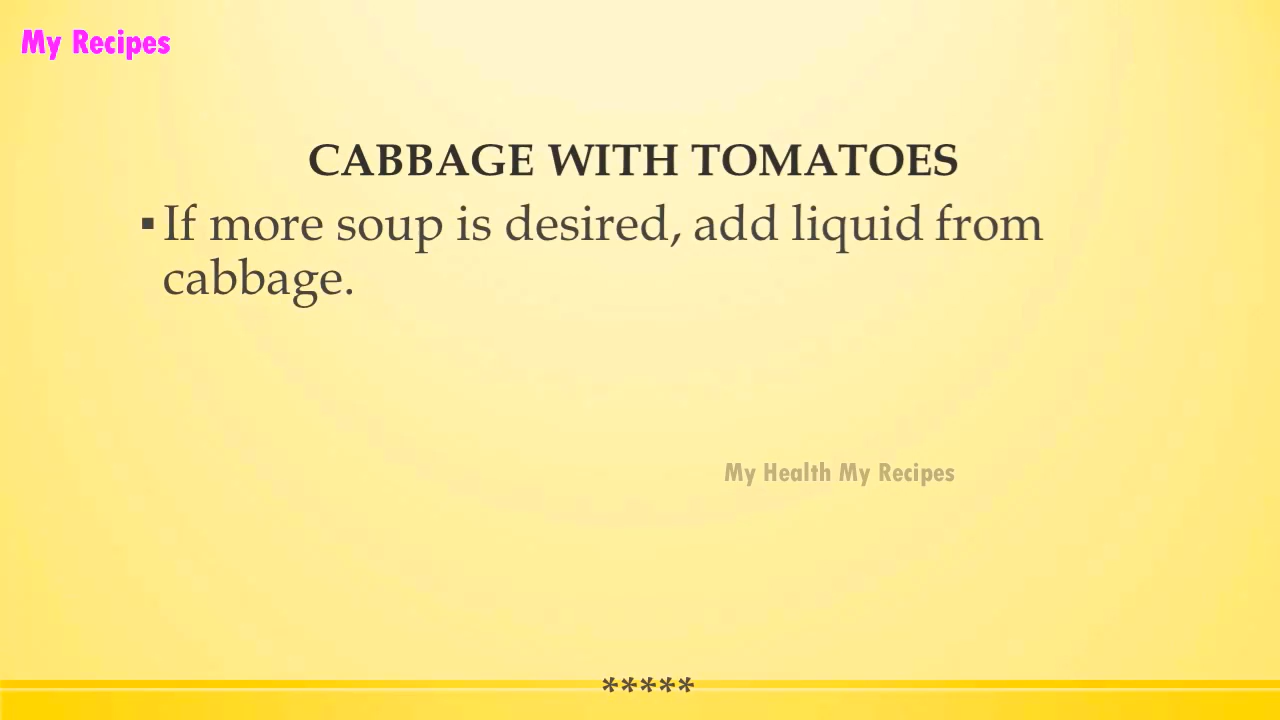 My Recipes
CABBAGE WITH TOMATOES
▪ If more soup is desired, add liquid from
cabbage.
My Health My Recipes
*****